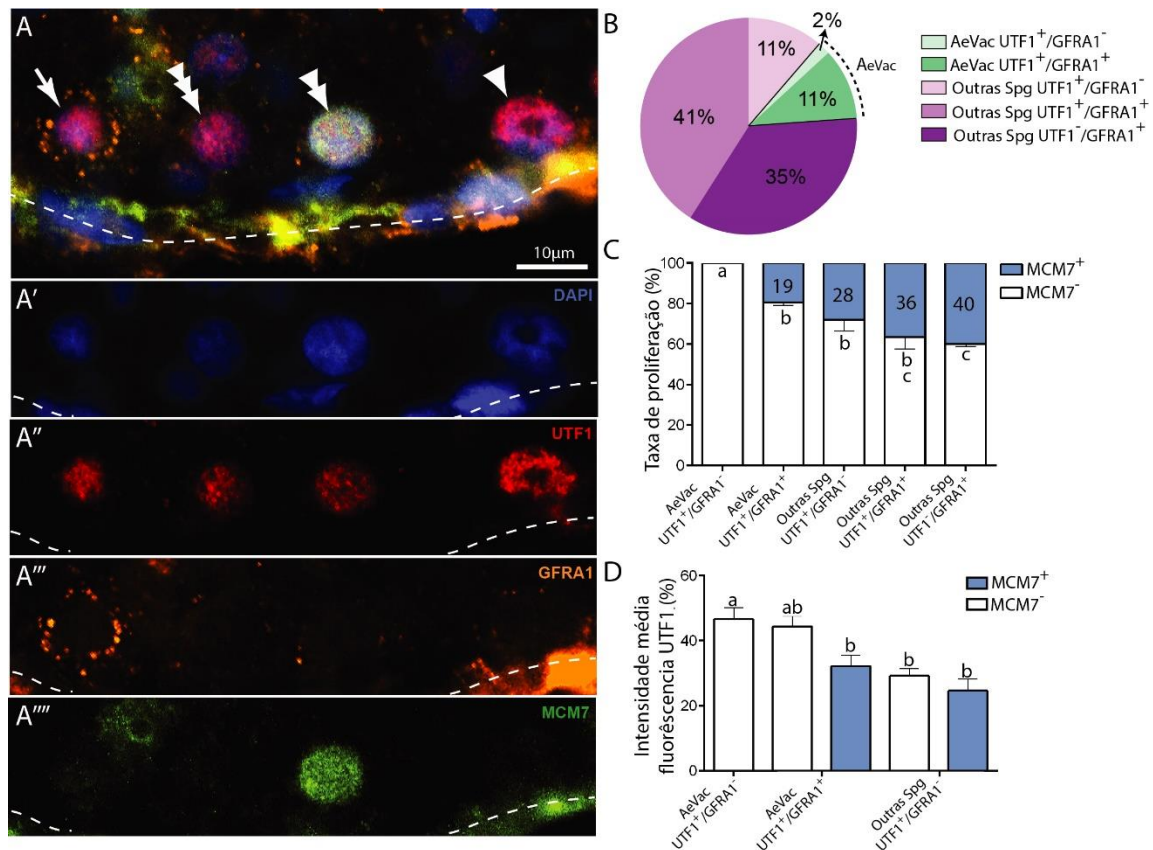 A
10µm
A'
DAPI
A''
UTF1
A'''
GFRA1
A''''
MCM7
B
2%
11%
AeVac
11%
41%
35%
AeVac UTF1⁺/GFRA1⁻
AeVac UTF1⁺/GFRA1⁺
Outras Spg UTF1⁺/GFRA1⁻
Outras Spg UTF1⁺/GFRA1⁺
Outras Spg UTF1⁻/GFRA1⁺
C
Taxa de proliferação (%)
100
80
60
40
20
0
a
19
b
28
b
36
b
c
40
c
MCM7⁺
MCM7⁻
AeVac
UTF1⁺/GFRA1⁻
AeVac
UTF1⁺/GFRA1⁺
Outras Spg
UTF1⁺/GFRA1⁻
Outras Spg
UTF1⁺/GFRA1⁺
Outras Spg
UTF1⁻/GFRA1⁺
D
Intensidade média
fluorêscencia UTF1 (%)
60
40
20
0
a
ab
b
b
b
MCM7⁺
MCM7⁻
AeVac
UTF1⁺/GFRA1⁻
AeVac
UTF1⁺/GFRA1⁺
Outras Spg
UTF1⁺/GFRA1⁻